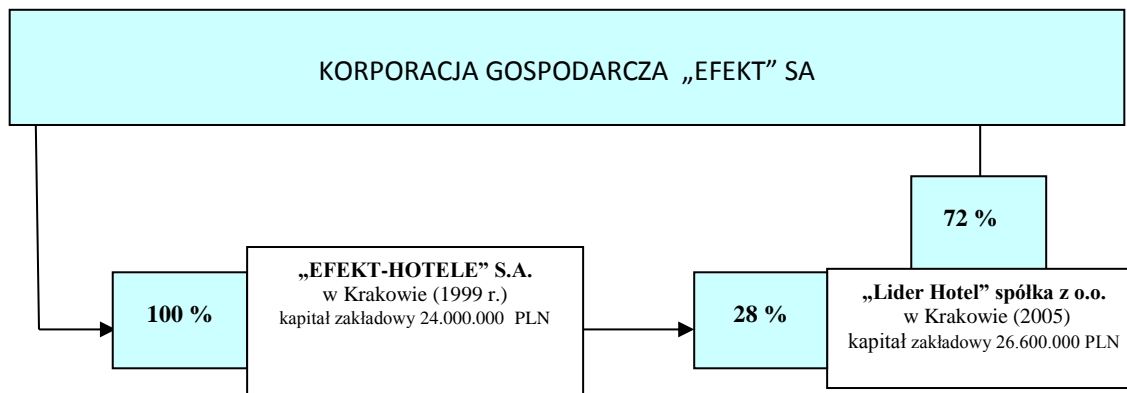 KORPORACJA GOSPODARCZA „EFEKT” SA
72 %
100 %
„EFEKT-HOTELE” S.A.
w Krakowie (1999 r.)
kapitał zakładowy 24.000.000 PLN
28 %
„Lider Hotel” spółka z o.o.
w Krakowie (2005)
kapitał zakładowy 26.600.000 PLN